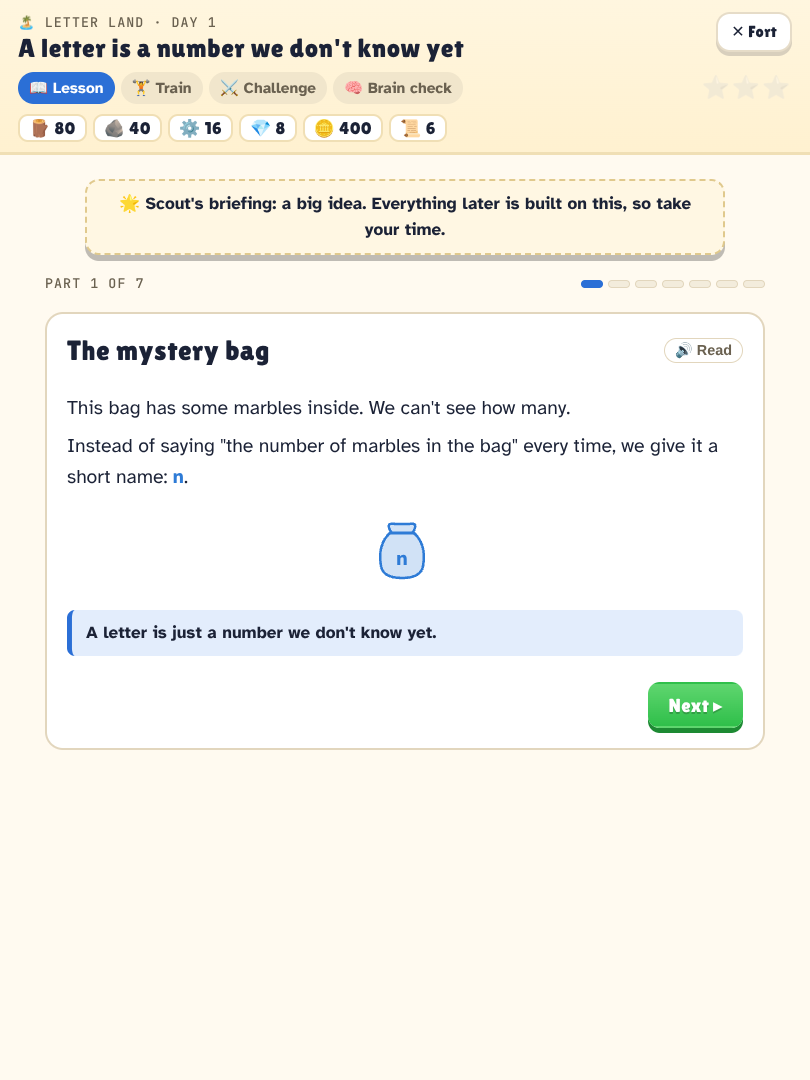 🏝️ LETTER LAND · DAY 1
A letter is a number we don't know yet
✕ Fort
📖 Lesson 🏋️ Train ⚔️ Challenge 🧠 Brain check
🪵 80 🪨 40 ⚙️ 16 💎 8 🪙 400 📜 6
🌟 Scout's briefing: a big idea. Everything later is built on this, so take
your time.
PART 1 OF 7
The mystery bag
🔊 Read
This bag has some marbles inside. We can't see how many.
Instead of saying "the number of marbles in the bag" every time, we give it a
short name: n.
n
A letter is just a number we don't know yet.
Next ▸